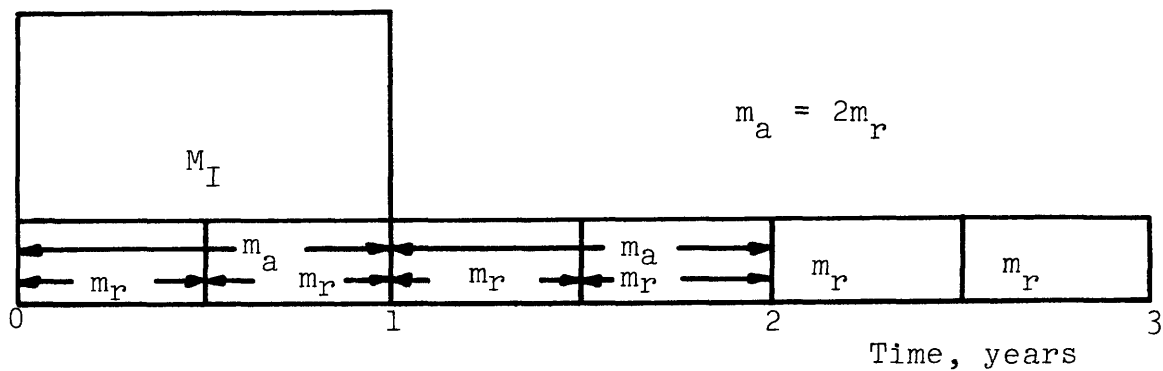 m_a = 2m_r
M_I
m_a m_a
m_r m_r m_r m_r m_r m_r
0 1 2 3
Time, years